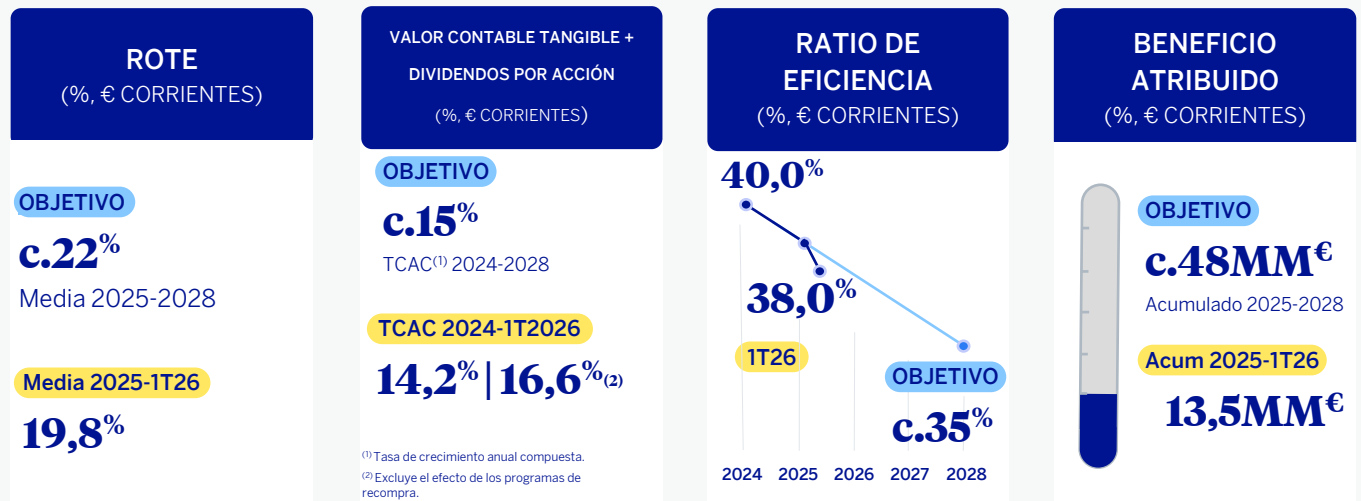 ROTE
(%, € CORRIENTES)
OBJETIVO
c.22%
Media 2025-2028
Media 2025-1T26
19,8%
VALOR CONTABLE TANGIBLE +
DIVIDENDOS POR ACCIÓN
(%, € CORRIENTES)
OBJETIVO
c.15%
TCAC(1) 2024-2028
TCAC 2024-1T2026
14,2% | 16,6%(2)
(1) Tasa de crecimiento anual compuesta.
(2) Excluye el efecto de los programas de
recompra.
RATIO DE
EFICIENCIA
(%, € CORRIENTES)
40,0%
38,0%
1T26
OBJETIVO
c.35%
2024 2025 2026 2027 2028
BENEFICIO
ATRIBUIDO
(%, € CORRIENTES)
OBJETIVO
c.48MM€
Acumulado 2025-2028
Acum 2025-1T26
13,5MM€